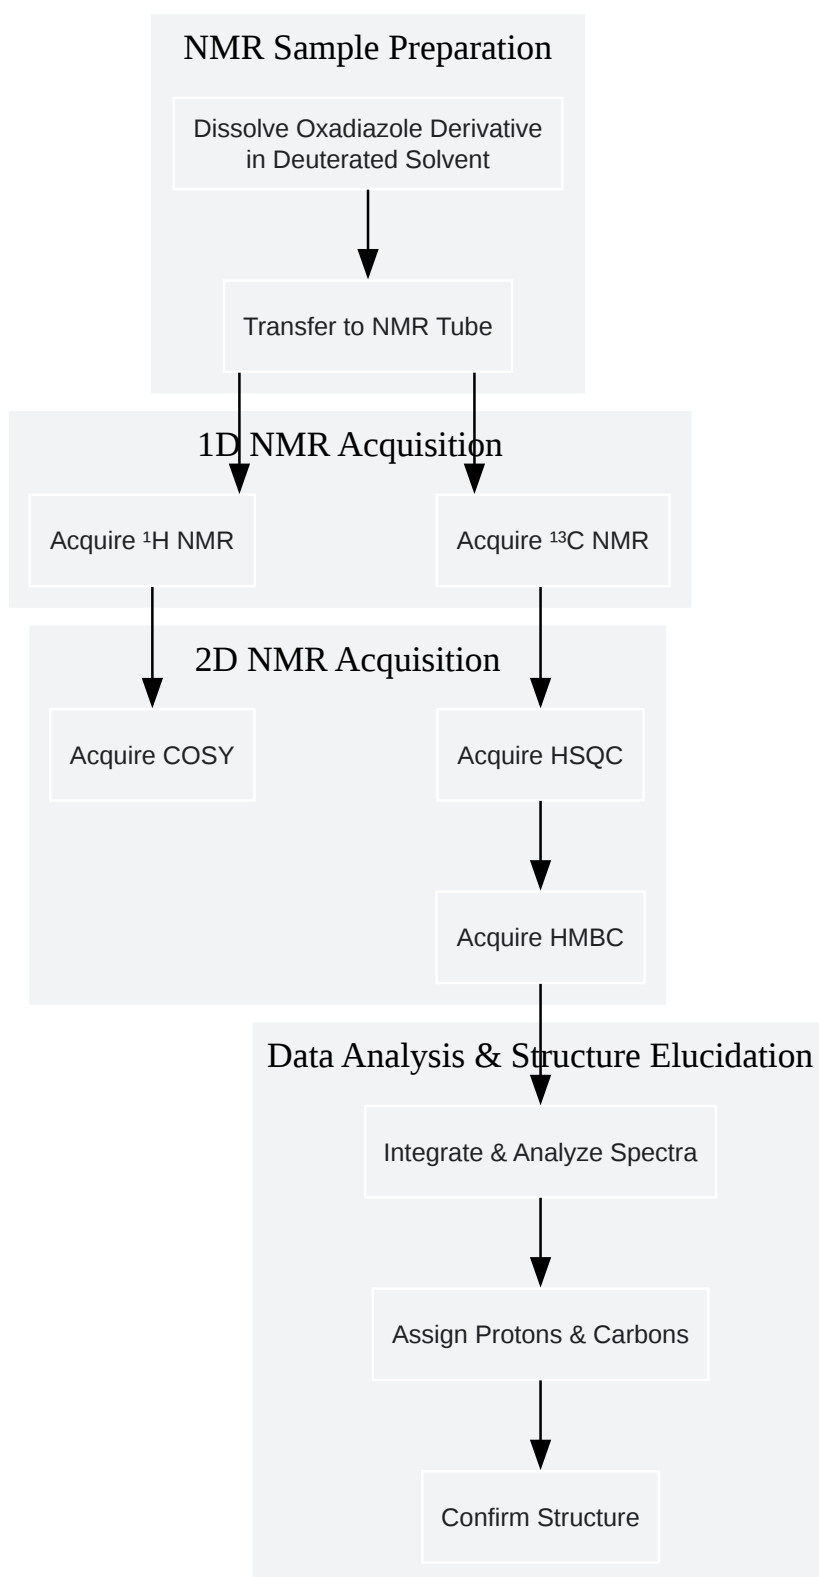 NMR Sample Preparation
Dissolve Oxadiazole Derivative
in Deuterated Solvent
Transfer to NMR Tube
1D NMR Acquisition
Acquire ¹H NMR
Acquire ¹³C NMR
2D NMR Acquisition
Acquire COSY
Acquire HSQC
Acquire HMBC
Data Analysis & Structure Elucidation
Integrate & Analyze Spectra
Assign Protons & Carbons
Confirm Structure